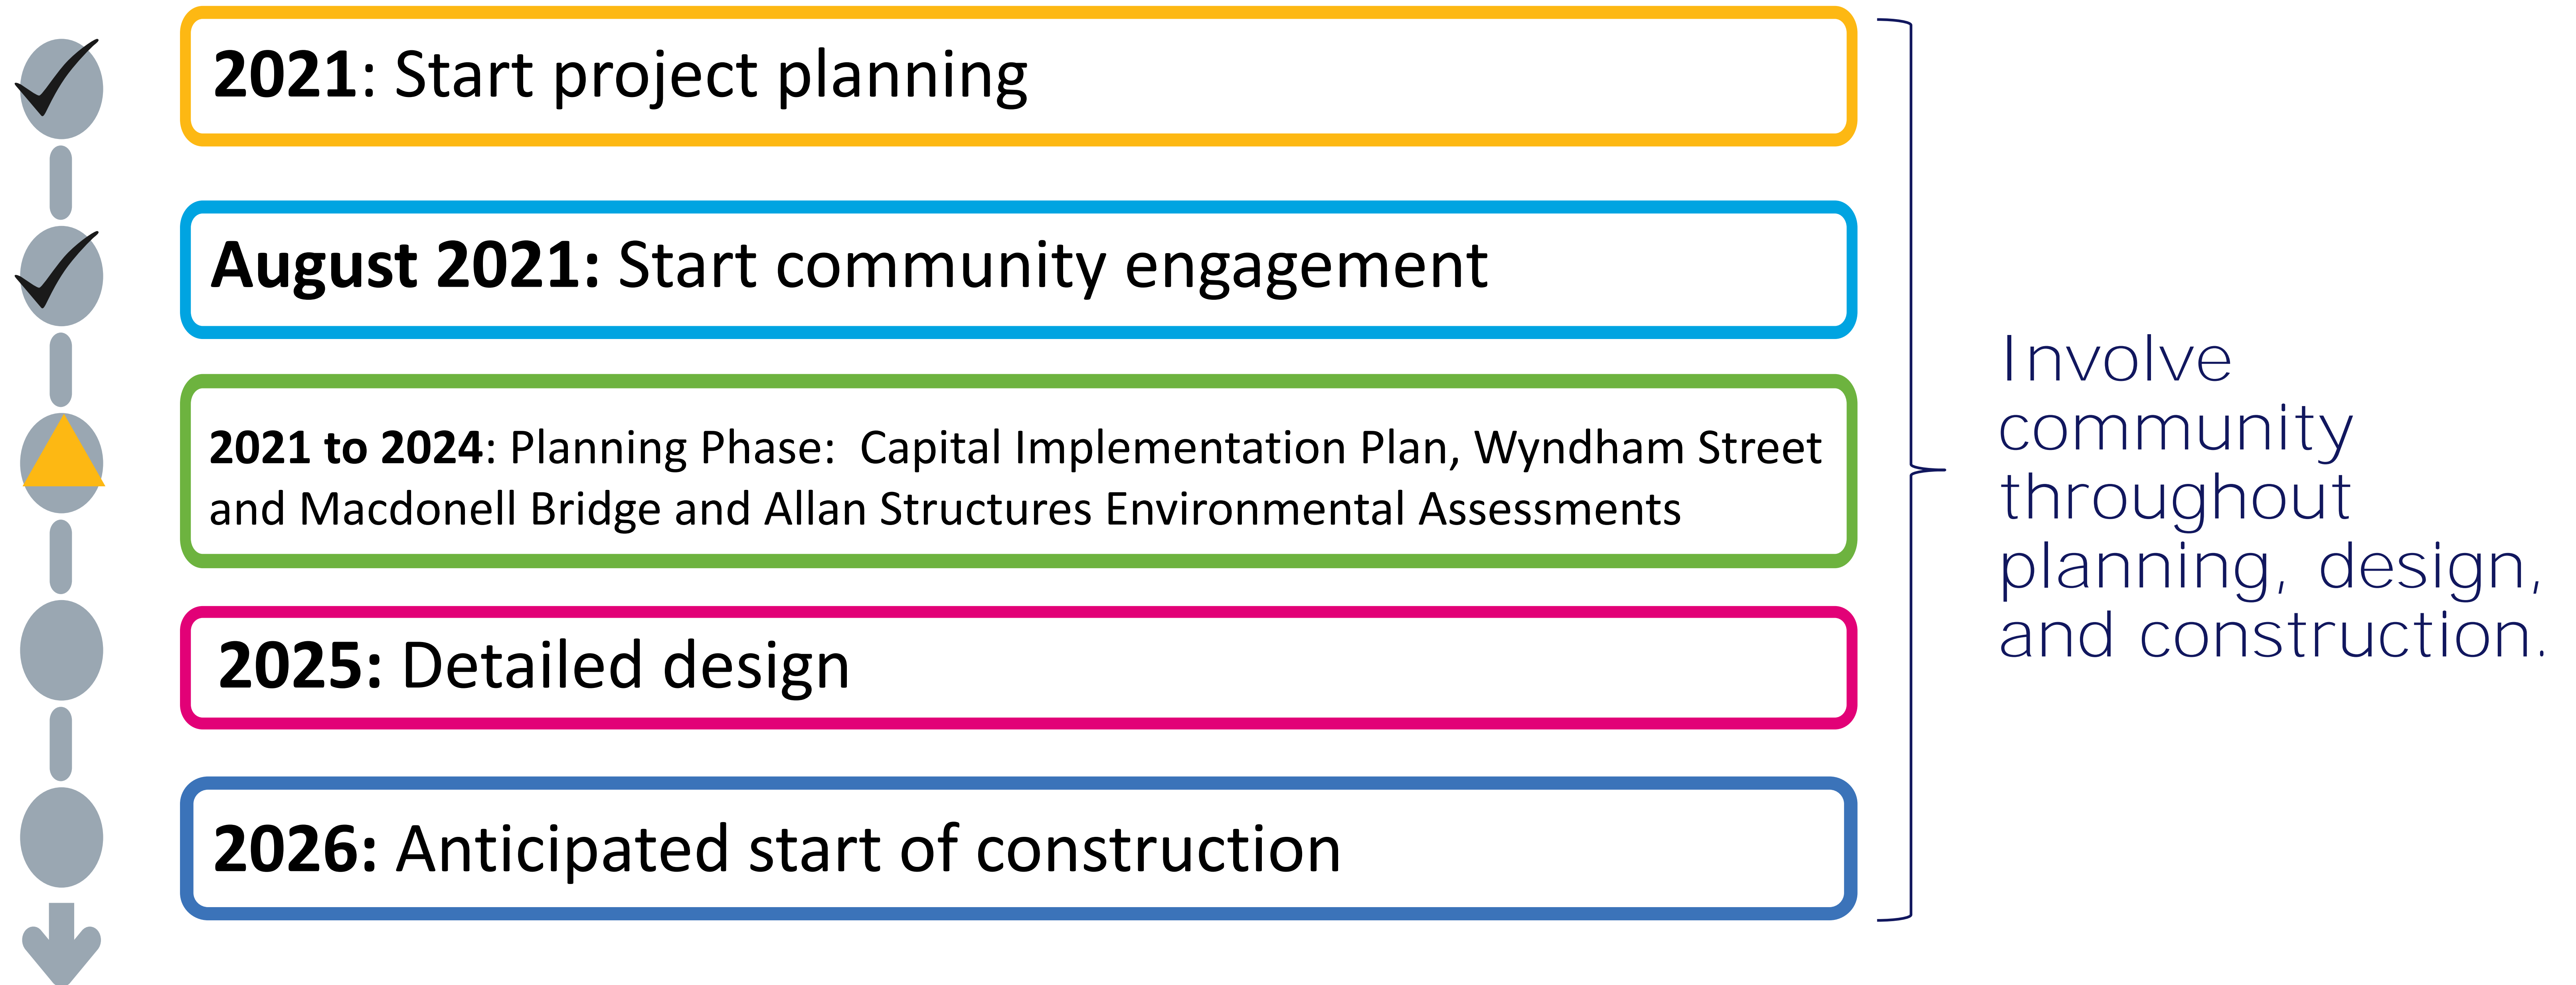 2021: Start project planning
August 2021: Start community engagement
2021 to 2024: Planning Phase:  Capital Implementation Plan, Wyndham Street
and Macdonell Bridge and Allan Structures Environmental Assessments
2025: Detailed design
2026: Anticipated start of construction
Involve
community
throughout
planning, design,
and construction.